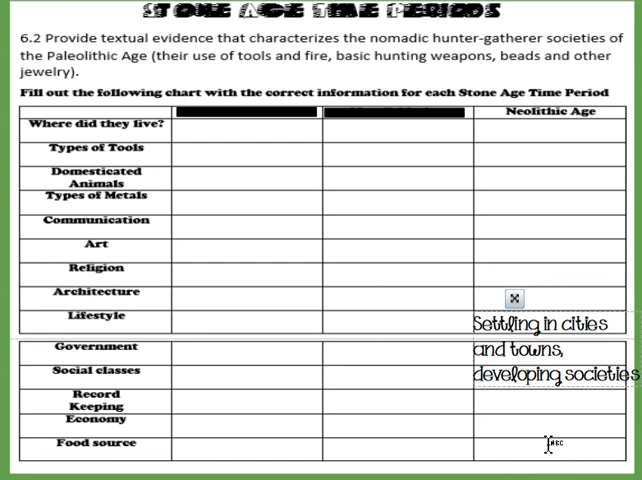 Stone Age Time Periods
6.2 Provide textual evidence that characterizes the nomadic hunter-gatherer societies of
the Paleolithic Age (their use of tools and fire, basic hunting weapons, beads and other
jewelry).
Fill out the following chart with the correct information for each Stone Age Time Period
Neolithic Age
Where did they live?
Types of Tools
Domesticated
Animals
Types of Metals
Communication
Art
Religion
Architecture
Lifestyle
Settling in cities
and towns,
developing societies
Government
Social classes
Record
Keeping
Economy
Food source
ABC